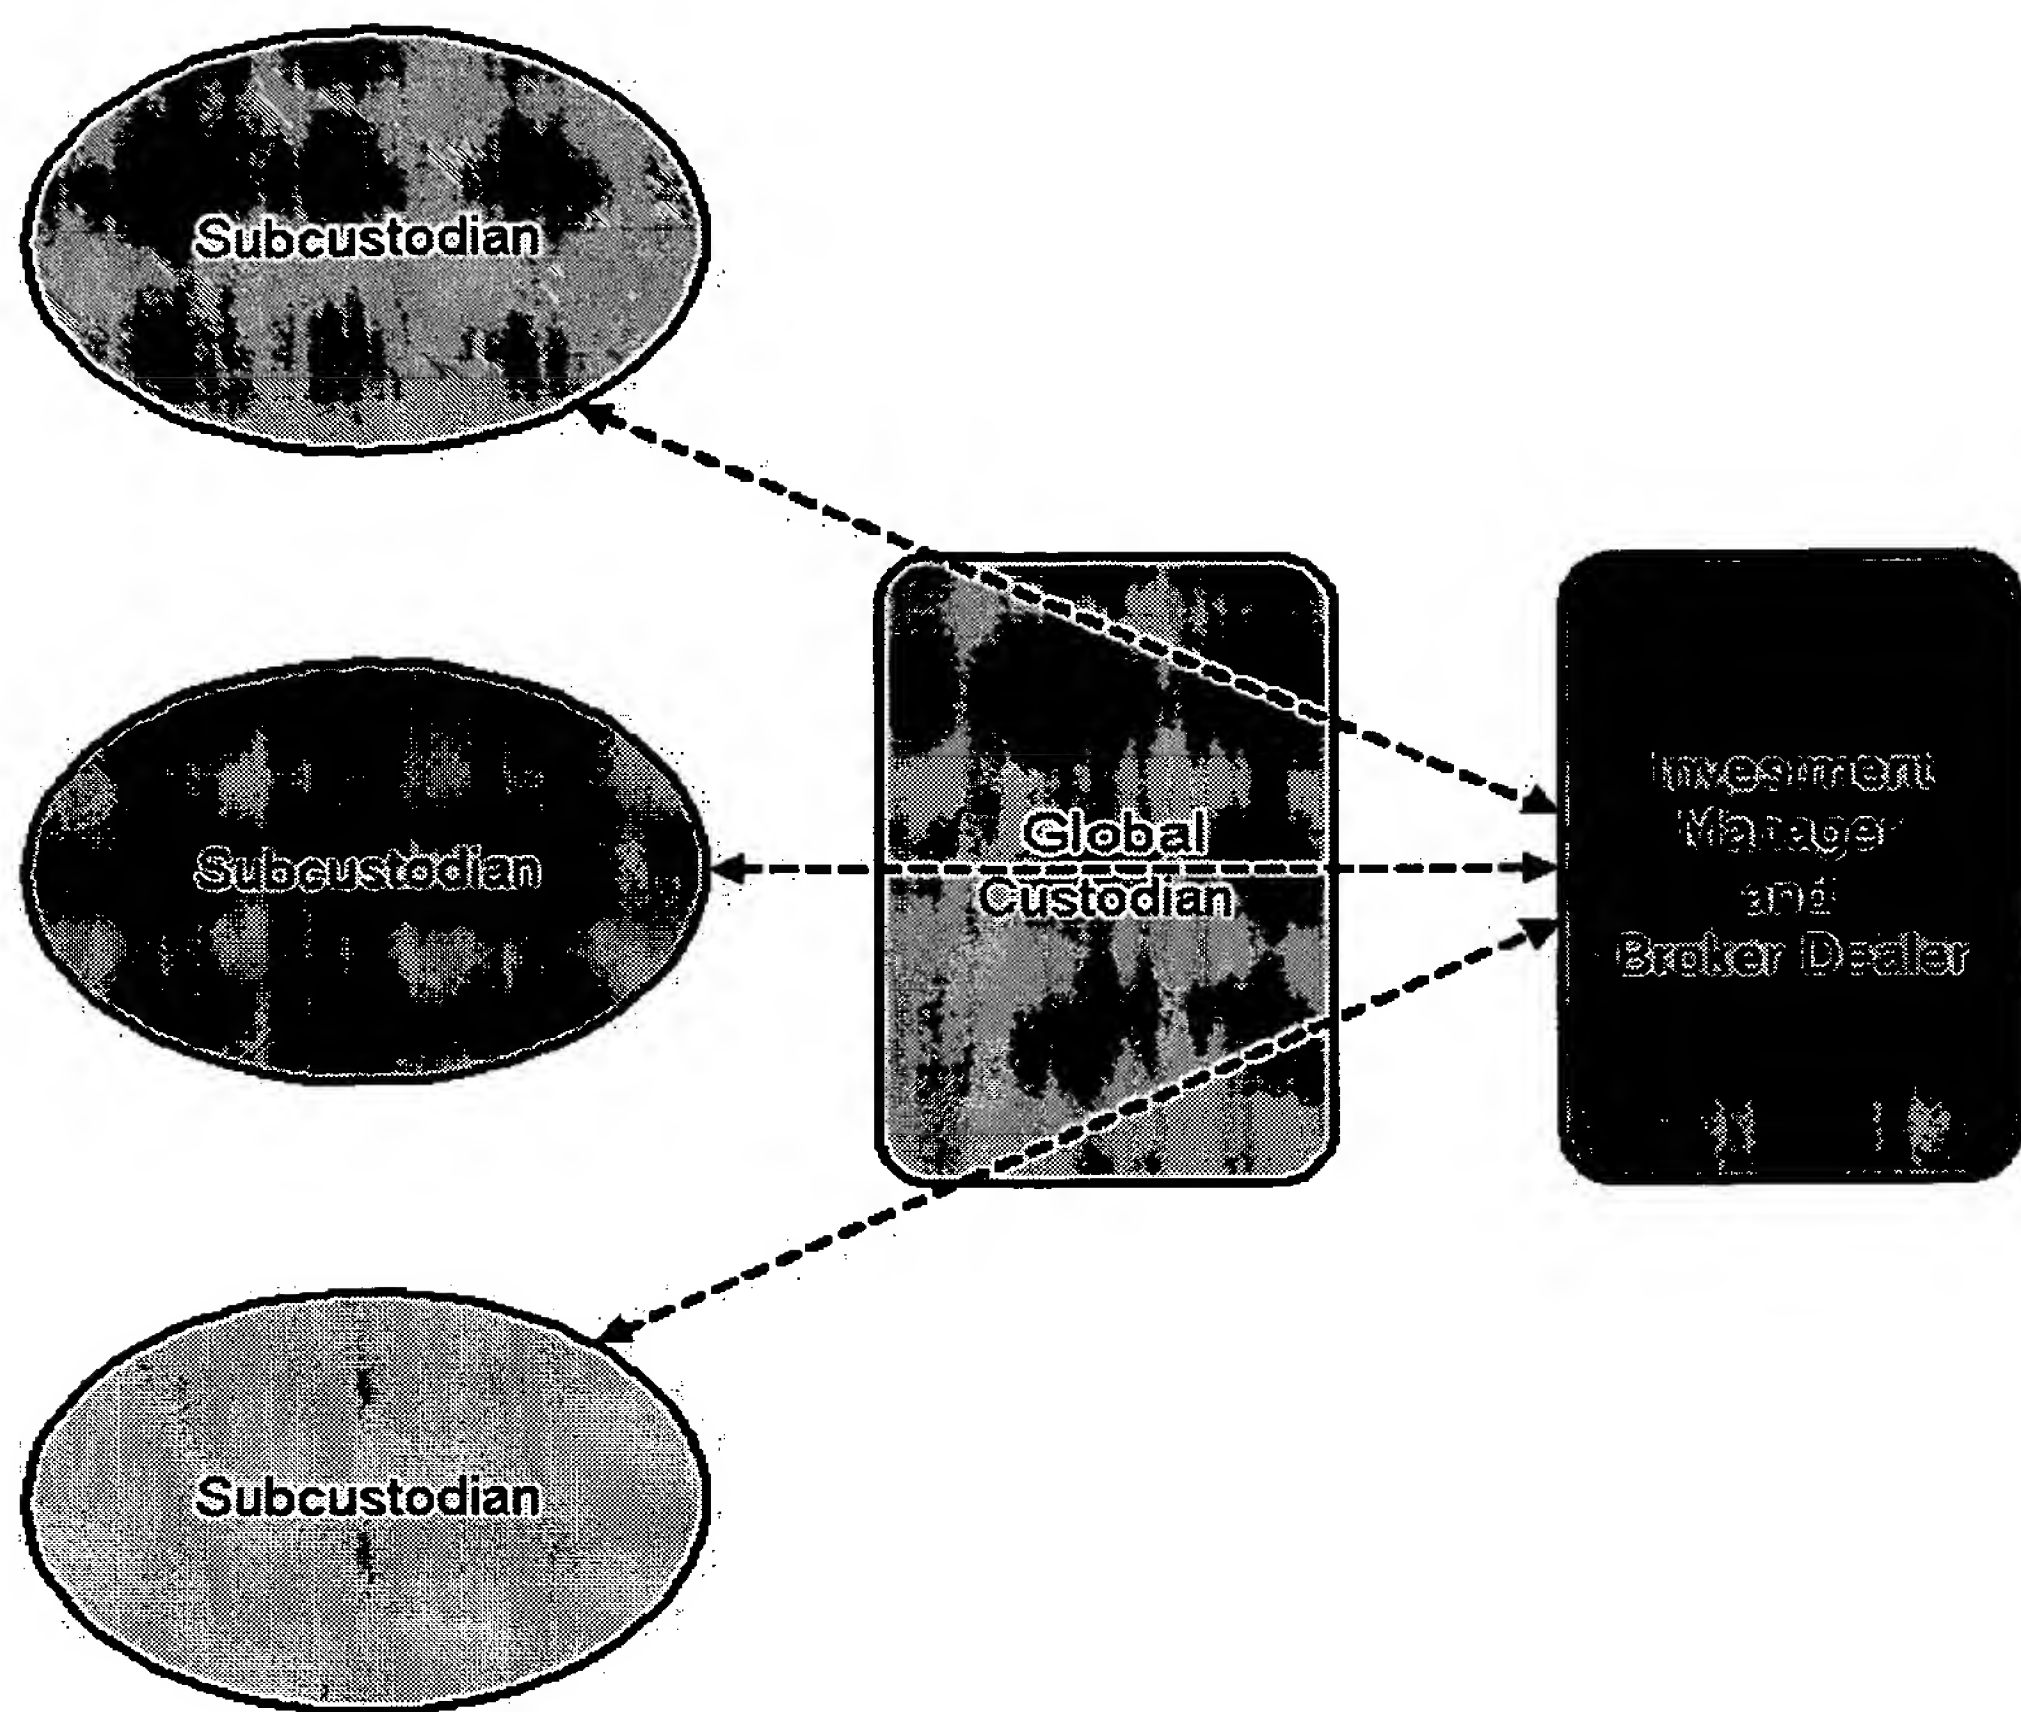 Subcustodian
Subcustodian
Global
Custodian
Investment
Manager
and
Broker Dealer
Subcustodian